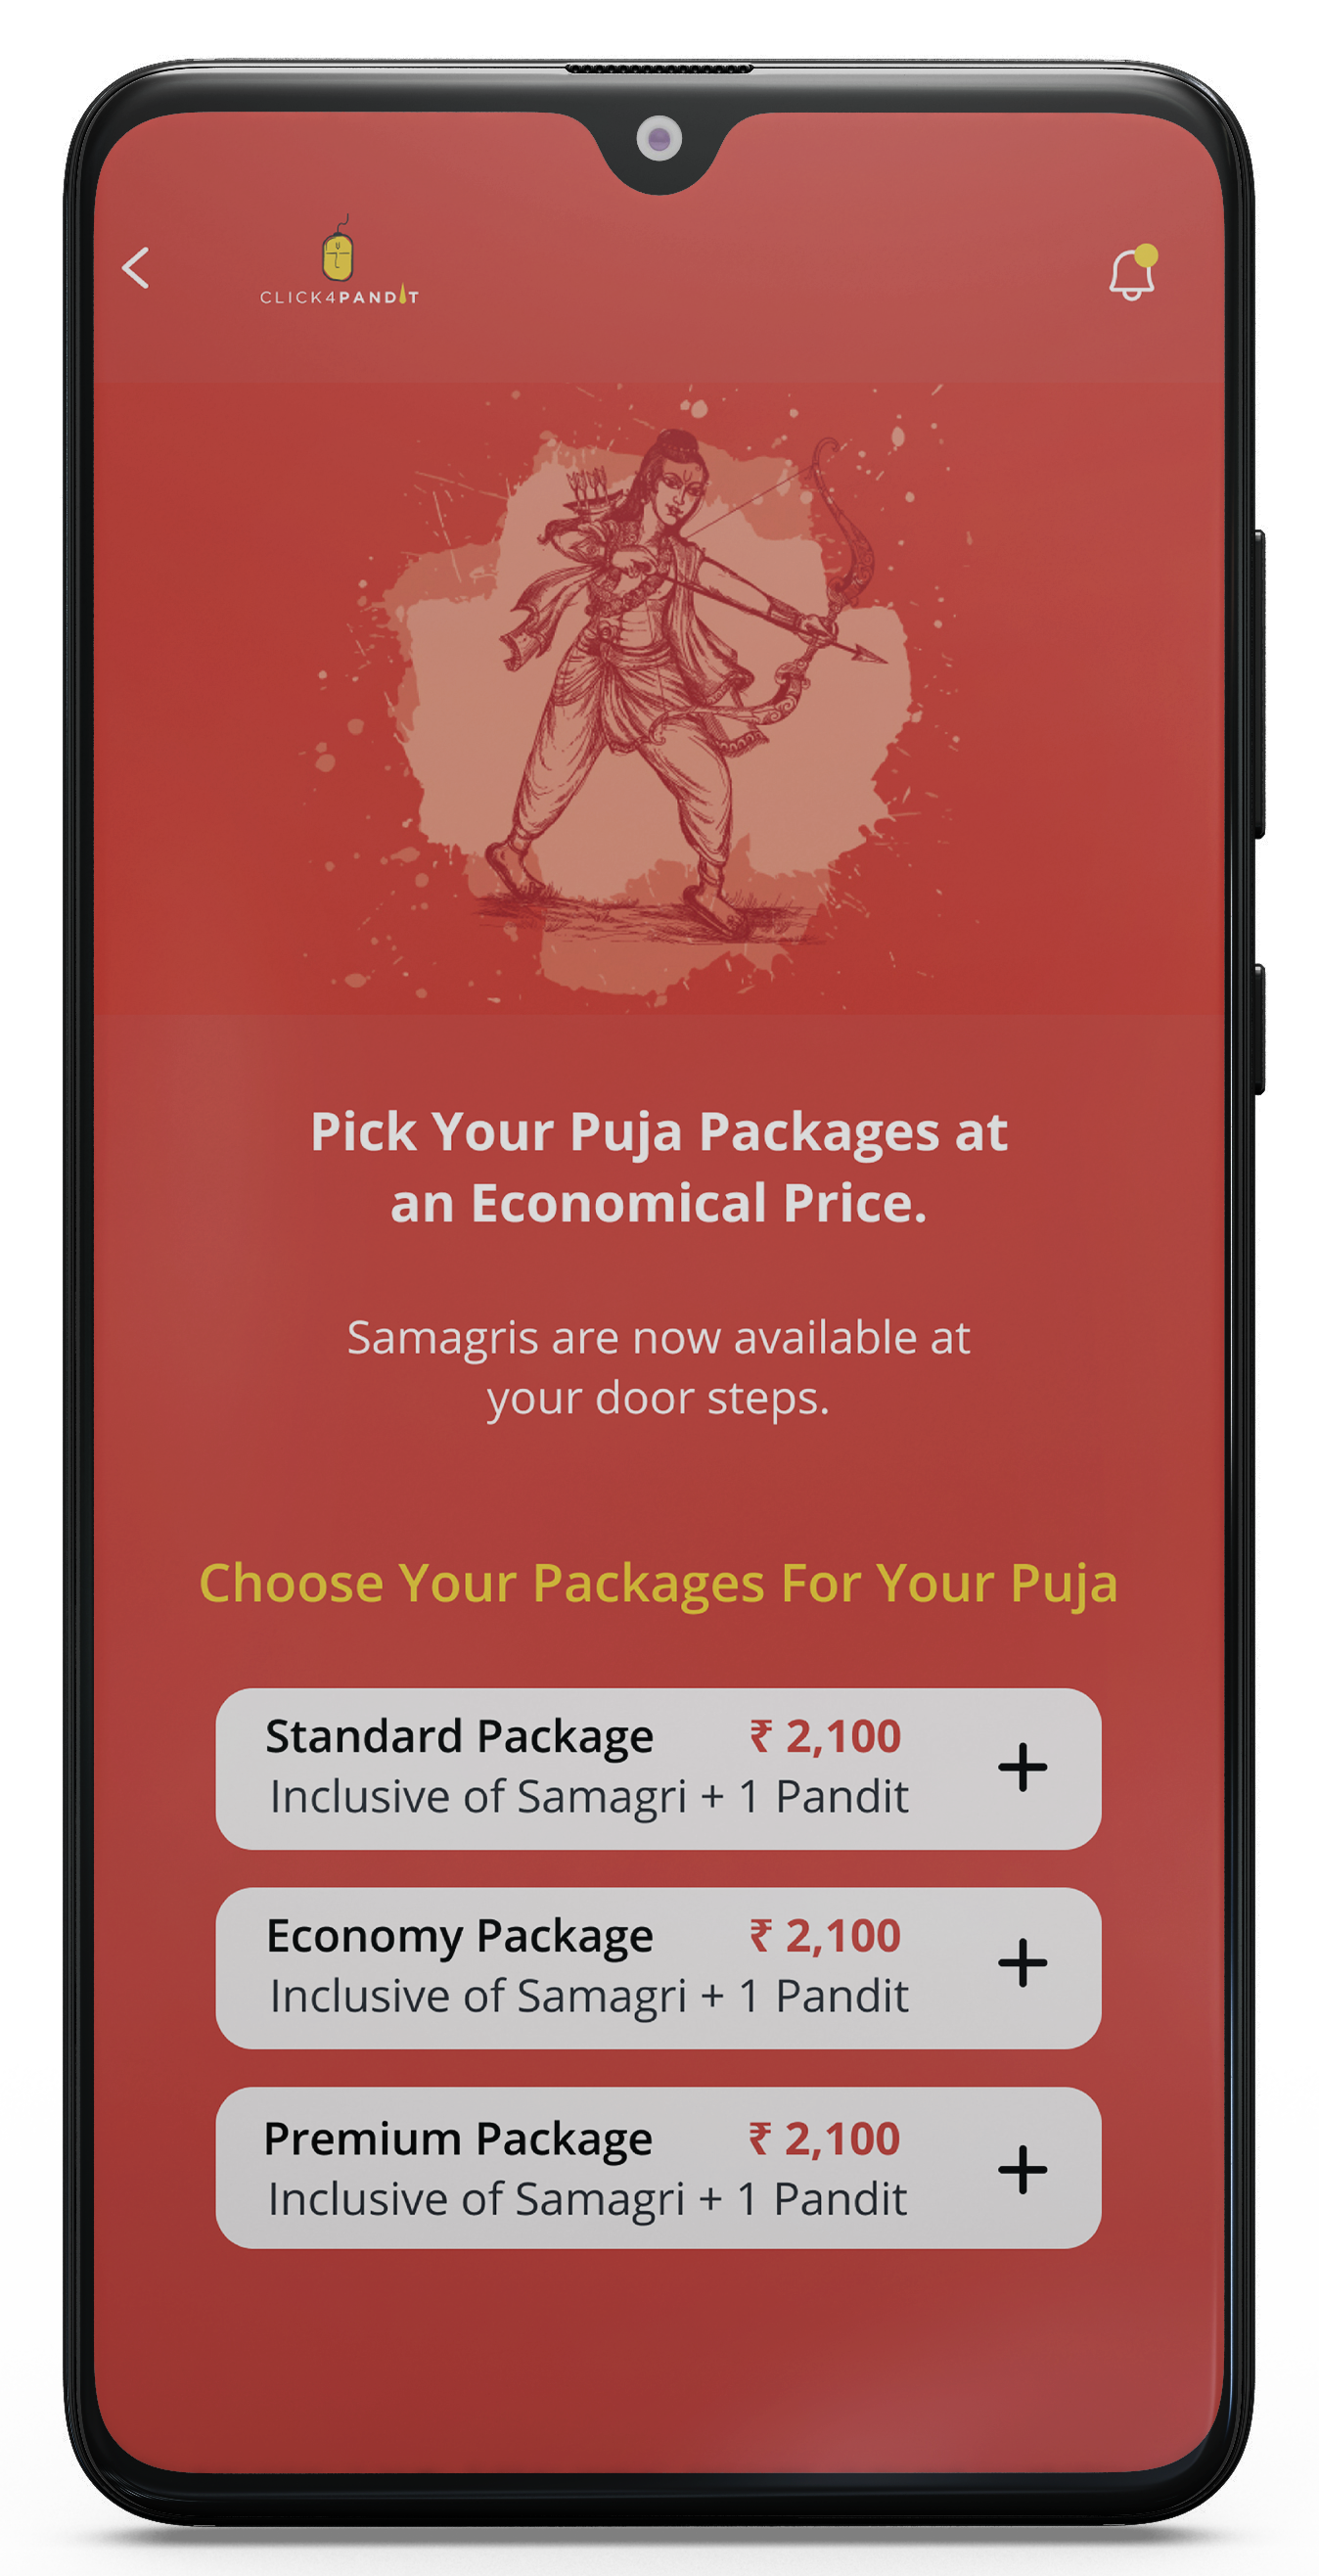 CLICK4PANDIT
Pick Your Puja Packages at
an Economical Price.
Samagris are now available at
your door steps.
Choose Your Packages For Your Puja
Standard Package ₹ 2,100
Inclusive of Samagri + 1 Pandit
Economy Package ₹ 2,100
Inclusive of Samagri + 1 Pandit
Premium Package ₹ 2,100
Inclusive of Samagri + 1 Pandit